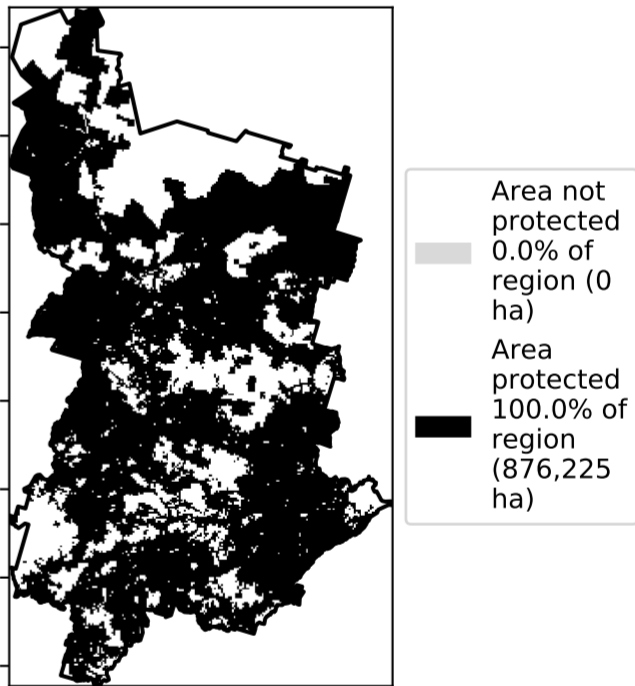 Area not
protected
0.0% of
region (0
ha)
Area
protected
100.0% of
region
(876,225
ha)